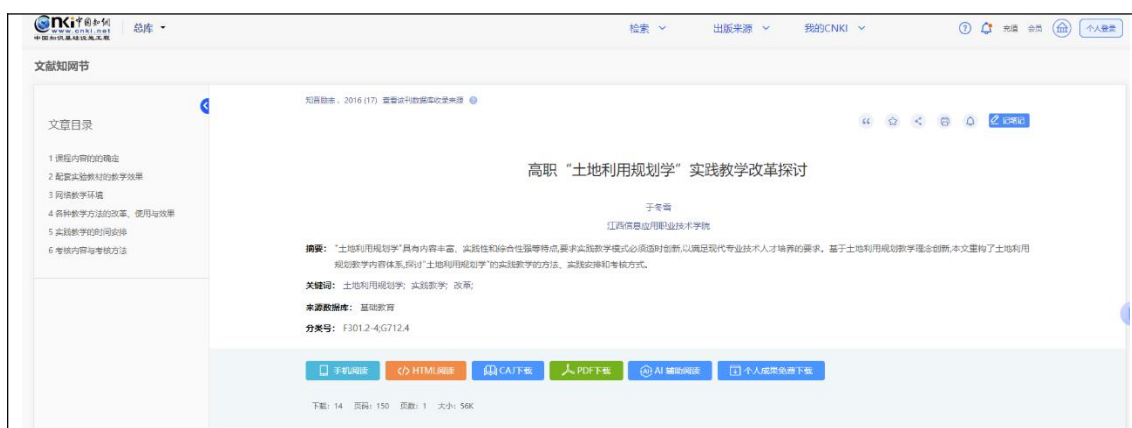 Cnki 中国知网
www.cnki.net
中国知识基础设施工程
总库
检索
出版来源
我的CNKI
充值
会员
个人登录
文献知网节
文章目录
1 课程内容的的确定
2 配套实验教材的教学效果
3 网络教学环境
4 各种教学方法的改革、使用与效果
5 实践教学的时间安排
6 考核内容与考核方法
知音励志 . 2016 (17) 查看该刊数据库收录来源
记笔记
高职“土地利用规划学”实践教学改革探讨
于冬雪
江西信息应用职业技术学院
摘要： “土地利用规划学”具有内容丰富、实践性和综合性强等特点,要求实践教学模式必须适时创新,以满足现代专业技术人才培养的要求。基于土地利用规划教学理念创新,本文重构了土地利用
规划教学内容体系,探讨“土地利用规划学”的实践教学的方法、实践安排和考核方式。
关键词： 土地利用规划学; 实践教学; 改革;
来源数据库： 基础教育
分类号： F301.2-4;G712.4
手机阅读
HTML阅读
CAJ下载
PDF下载
AI 辅助阅读
个人成果免费下载
下载: 14 页码: 150 页数: 1 大小: 56K